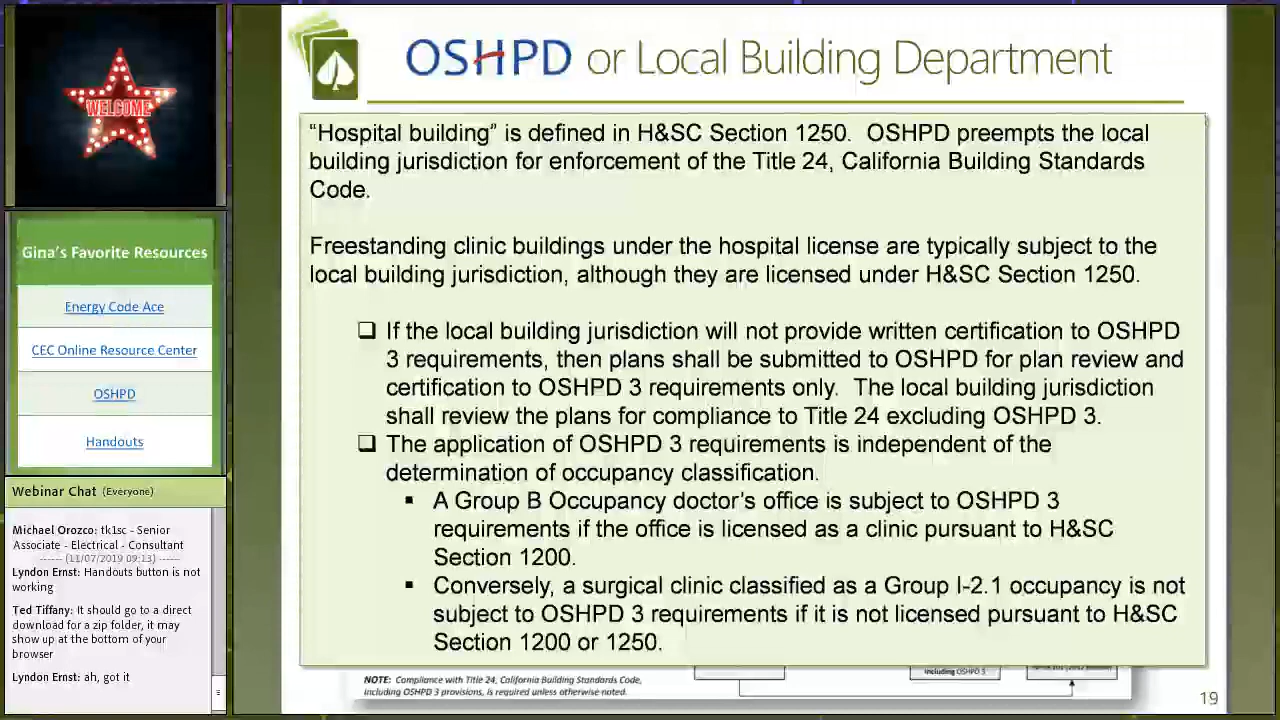 WELCOME
Gina's Favorite Resources
Energy Code Ace
CEC Online Resource Center
OSHPD
Handouts
Webinar Chat (Everyone)
Michael Orozco: tk1sc - Senior
Associate - Electrical - Consultant
------ (11/07/2019 09:13) ------
Lyndon Ernst: Handouts button is not
working
Ted Tiffany: It should go to a direct
download for a zip folder, it may
show up at the bottom of your
browser
Lyndon Ernst: ah, got it
OSHPD or Local Building Department
“Hospital building” is defined in H&SC Section 1250. OSHPD preempts the local
building jurisdiction for enforcement of the Title 24, California Building Standards
Code.
Freestanding clinic buildings under the hospital license are typically subject to the
local building jurisdiction, although they are licensed under H&SC Section 1250.
❑ If the local building jurisdiction will not provide written certification to OSHPD
3 requirements, then plans shall be submitted to OSHPD for plan review and
certification to OSHPD 3 requirements only. The local building jurisdiction
shall review the plans for compliance to Title 24 excluding OSHPD 3.
❑ The application of OSHPD 3 requirements is independent of the
determination of occupancy classification.
▪ A Group B Occupancy doctor’s office is subject to OSHPD 3
requirements if the office is licensed as a clinic pursuant to H&SC
Section 1200.
▪ Conversely, a surgical clinic classified as a Group I-2.1 occupancy is not
subject to OSHPD 3 requirements if it is not licensed pursuant to H&SC
Section 1200 or 1250.
including OSHPD 3
NOTE: Compliance with Title 24, California Building Standards Code,
including OSHPD 3 provisions, is required unless otherwise noted.
19